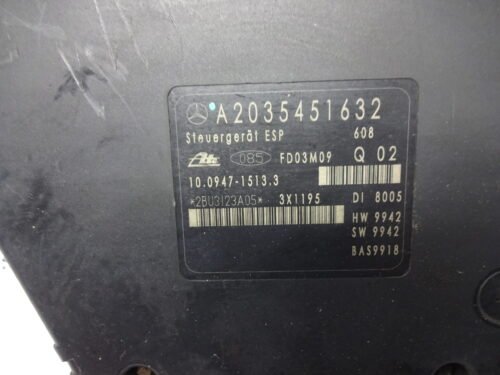 A2035451632
Steuergerät ESP 608
Ate 085 FD03M09 Q 02
10.0947-1513.3
*2BU3I23A05* 3X1195 DI 8005
HW 9942
SW 9942
BAS9918